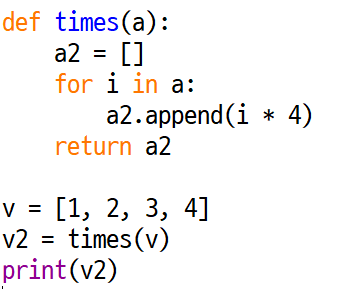 def times(a):
    a2 = []
    for i in a:
        a2.append(i * 4)
    return a2

v = [1, 2, 3, 4]
v2 = times(v)
print(v2)